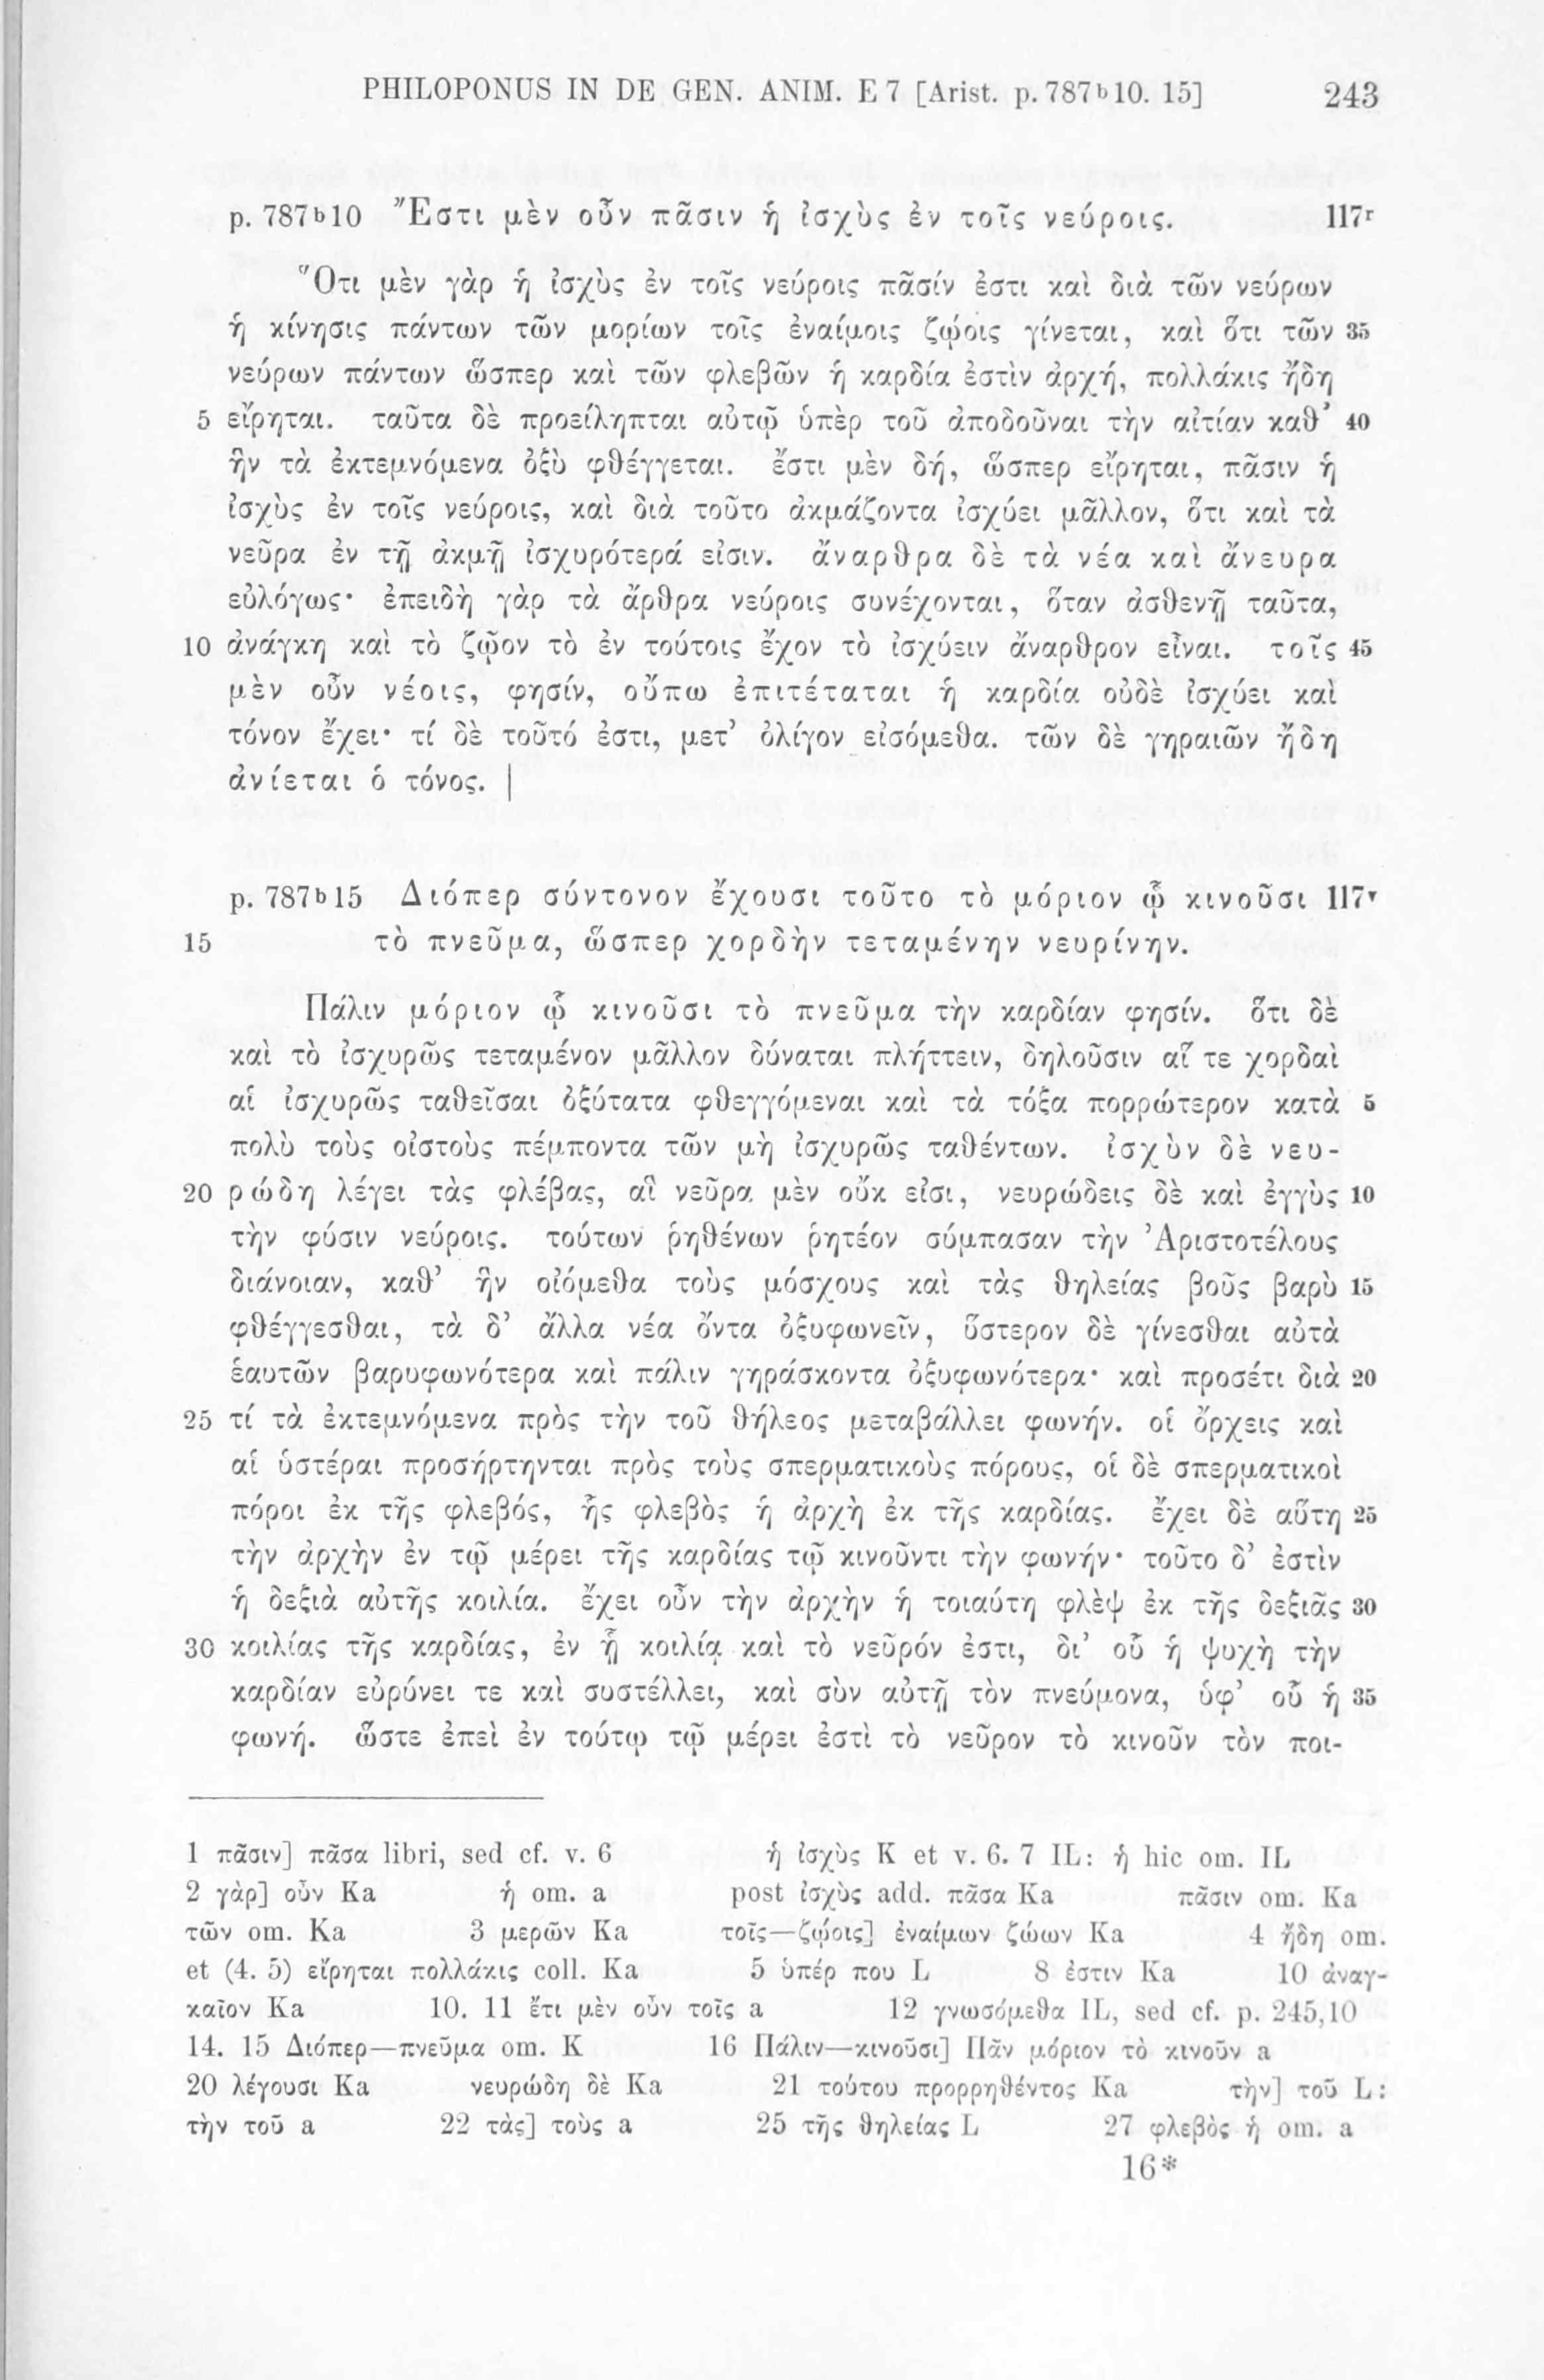 PHILOPONUS IN DE GEN. ANIM. E 7 [Arist. p. 787ᵇ10. 15] 243
p. 787ᵇ10 Ἔστι μὲν οὖν πᾶσιν ἡ ἰσχὺς ἐν τοῖς νεύροις. 117ʳ
Ὅτι μὲν γὰρ ἡ ἰσχὺς ἐν τοῖς νεύροις πᾶσίν ἐστι καὶ διὰ τῶν νεύρων
ἡ κίνησις πάντων τῶν μορίων τοῖς ἐναίμοις ζῴοις γίνεται, καὶ ὅτι τῶν 35
νεύρων πάντων ὥσπερ καὶ τῶν φλεβῶν ἡ καρδία ἐστὶν ἀρχή, πολλάκις ἤδη
5 εἴρηται. ταῦτα δὲ προείληπται αὐτῷ ὑπὲρ τοῦ ἀποδοῦναι τὴν αἰτίαν καθ’ 40
ἣν τὰ ἐκτεμνόμενα ὀξὺ φθέγγεται. ἔστι μὲν δή, ὥσπερ εἴρηται, πᾶσιν ἡ
ἰσχὺς ἐν τοῖς νεύροις, καὶ διὰ τοῦτο ἀκμάζοντα ἰσχύει μᾶλλον, ὅτι καὶ τὰ
νεῦρα ἐν τῇ ἀκμῇ ἰσχυρότερά εἰσιν. ἄναρθρα δὲ τὰ νέα καὶ ἄνευρα
εὐλόγως· ἐπειδὴ γὰρ τὰ ἄρθρα νεύροις συνέχονται, ὅταν ἀσθενῇ ταῦτα,
10 ἀνάγκη καὶ τὸ ζῷον τὸ ἐν τούτοις ἔχον τὸ ἰσχύειν ἄναρθρον εἶναι. τοῖς 45
μὲν οὖν νέοις, φησίν, οὔπω ἐπιτέταται ἡ καρδία οὐδὲ ἰσχύει καὶ
τόνον ἔχει· τί δὲ τοῦτό ἐστι, μετ’ ὀλίγον εἰσόμεθα. τῶν δὲ γηραιῶν ἤδη
ἀνίεται ὁ τόνος. |
p. 787ᵇ15 Διόπερ σύντονον ἔχουσι τοῦτο τὸ μόριον ᾧ κινοῦσι 117ᵛ
15 τὸ πνεῦμα, ὥσπερ χορδὴν τεταμένην νευρίνην.
Πάλιν μόριον ᾧ κινοῦσι τὸ πνεῦμα τὴν καρδίαν φησίν. ὅτι δὲ
καὶ τὸ ἰσχυρῶς τεταμένον μᾶλλον δύναται πλήττειν, δηλοῦσιν αἵ τε χορδαὶ
αἱ ἰσχυρῶς ταθεῖσαι ὀξύτατα φθεγγόμεναι καὶ τὰ τόξα πορρώτερον κατὰ 5
πολὺ τοὺς οἰστοὺς πέμποντα τῶν μὴ ἰσχυρῶς ταθέντων. ἰσχὺν δὲ νευ-
20 ρώδη λέγει τὰς φλέβας, αἳ νεῦρα μὲν οὔκ εἰσι, νευρώδεις δὲ καὶ ἐγγὺς 10
τὴν φύσιν νεύροις. τούτων ῥηθένων ῥητέον σύμπασαν τὴν Ἀριστοτέλους
διάνοιαν, καθ’ ἣν οἰόμεθα τοὺς μόσχους καὶ τὰς θηλείας βοῦς βαρὺ 15
φθέγγεσθαι, τὰ δ’ ἄλλα νέα ὄντα ὀξυφωνεῖν, ὕστερον δὲ γίνεσθαι αὐτὰ
ἑαυτῶν βαρυφωνότερα καὶ πάλιν γηράσκοντα ὀξυφωνότερα· καὶ προσέτι διὰ 20
25 τί τὰ ἐκτεμνόμενα πρὸς τὴν τοῦ θήλεος μεταβάλλει φωνήν. οἱ ὄρχεις καὶ
αἱ ὑστέραι προσήρτηνται πρὸς τοὺς σπερματικοὺς πόρους, οἱ δὲ σπερματικοὶ
πόροι ἐκ τῆς φλεβός, ἧς φλεβὸς ἡ ἀρχὴ ἐκ τῆς καρδίας. ἔχει δὲ αὕτη 25
τὴν ἀρχὴν ἐν τῷ μέρει τῆς καρδίας τῷ κινοῦντι τὴν φωνήν· τοῦτο δ’ ἐστὶν
ἡ δεξιὰ αὐτῆς κοιλία. ἔχει οὖν τὴν ἀρχὴν ἡ τοιαύτη φλὲψ ἐκ τῆς δεξιᾶς 30
30 κοιλίας τῆς καρδίας, ἐν ᾗ κοιλίᾳ καὶ τὸ νεῦρόν ἐστι, δι’ οὗ ἡ ψυχὴ τὴν
καρδίαν εὐρύνει τε καὶ συστέλλει, καὶ σὺν αὐτῇ τὸν πνεύμονα, ὑφ’ οὗ ἡ 35
φωνή. ὥστε ἐπεὶ ἐν τούτῳ τῷ μέρει ἐστὶ τὸ νεῦρον τὸ κινοῦν τὸν ποι-
1 πᾶσιν] πᾶσα libri, sed cf. v. 6 ἡ ἰσχὺς K et v. 6. 7 IL: ἡ hic om. IL
2 γὰρ] οὖν Ka ἡ om. a post ἰσχὺς add. πᾶσα Ka πᾶσιν om. Ka
τῶν om. Ka 3 μερῶν Ka τοῖς—ζῴοις] ἐναίμων ζώων Ka 4 ἤδη om.
et (4. 5) εἴρηται πολλάκις coll. Ka 5 ὑπέρ που L 8 ἐστιν Ka 10 ἀναγ-
καῖον Ka 10. 11 ἔτι μὲν οὖν τοῖς a 12 γνωσόμεθα IL, sed cf. p. 245,10
14. 15 Διόπερ—πνεῦμα om. K 16 Πάλιν—κινοῦσι] Πᾶν μόριον τὸ κινοῦν a
20 λέγουσι Ka νευρώδη δὲ Ka 21 τούτου προρρηθέντος Ka τὴν] τοῦ L:
τὴν τοῦ a 22 τὰς] τοὺς a 25 τῆς θηλείας L 27 φλεβὸς ἡ om. a
16*